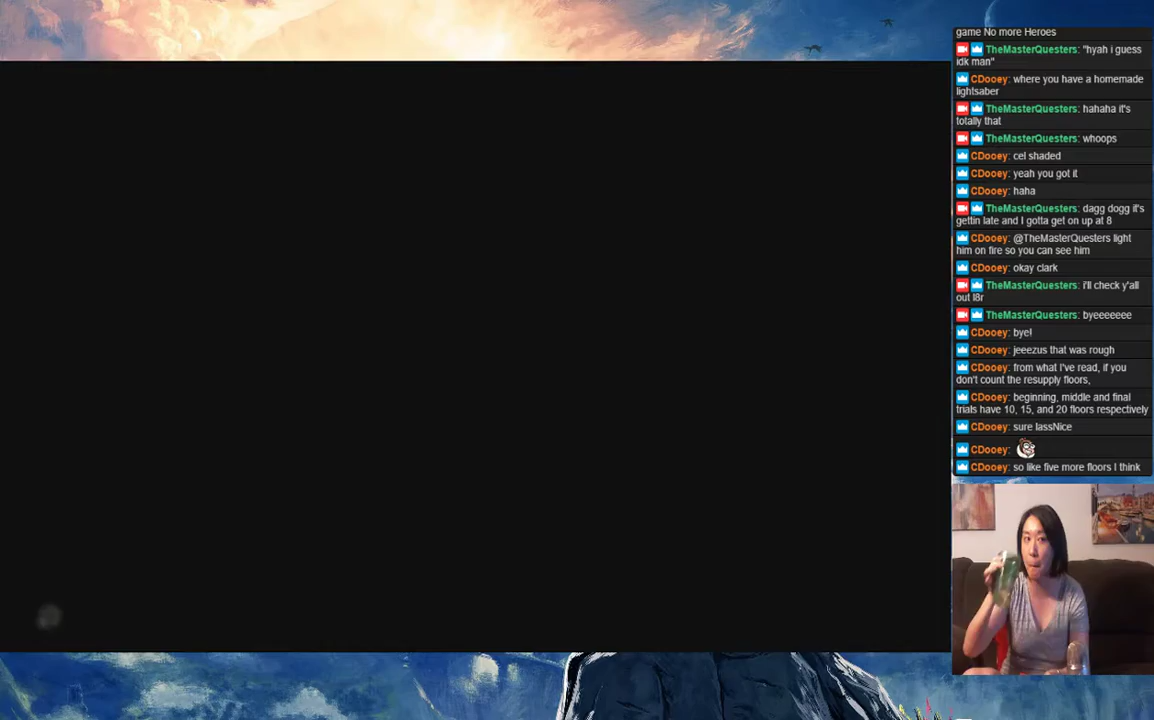 game No more Heroes
TheMasterQuesters: "hyah i guess
idk man"
CDooey: where you have a homemade
lightsaber
TheMasterQuesters: hahaha it's
totally that
TheMasterQuesters: whoops
CDooey: cel shaded
CDooey: yeah you got it
CDooey: haha
TheMasterQuesters: dagg dogg it's
gettin late and I gotta get on up at 8
CDooey: @TheMasterQuesters light
him on fire so you can see him
CDooey: okay clark
TheMasterQuesters: i'll check y'all
out l8r
TheMasterQuesters: byeeeeeee
CDooey: bye!
CDooey: jeeezus that was rough
CDooey: from what I've read, if you
don't count the resupply floors,
CDooey: beginning, middle and final
trials have 10, 15, and 20 floors respectively
CDooey: sure lassNice
CDooey:
CDooey: so like five more floors I think